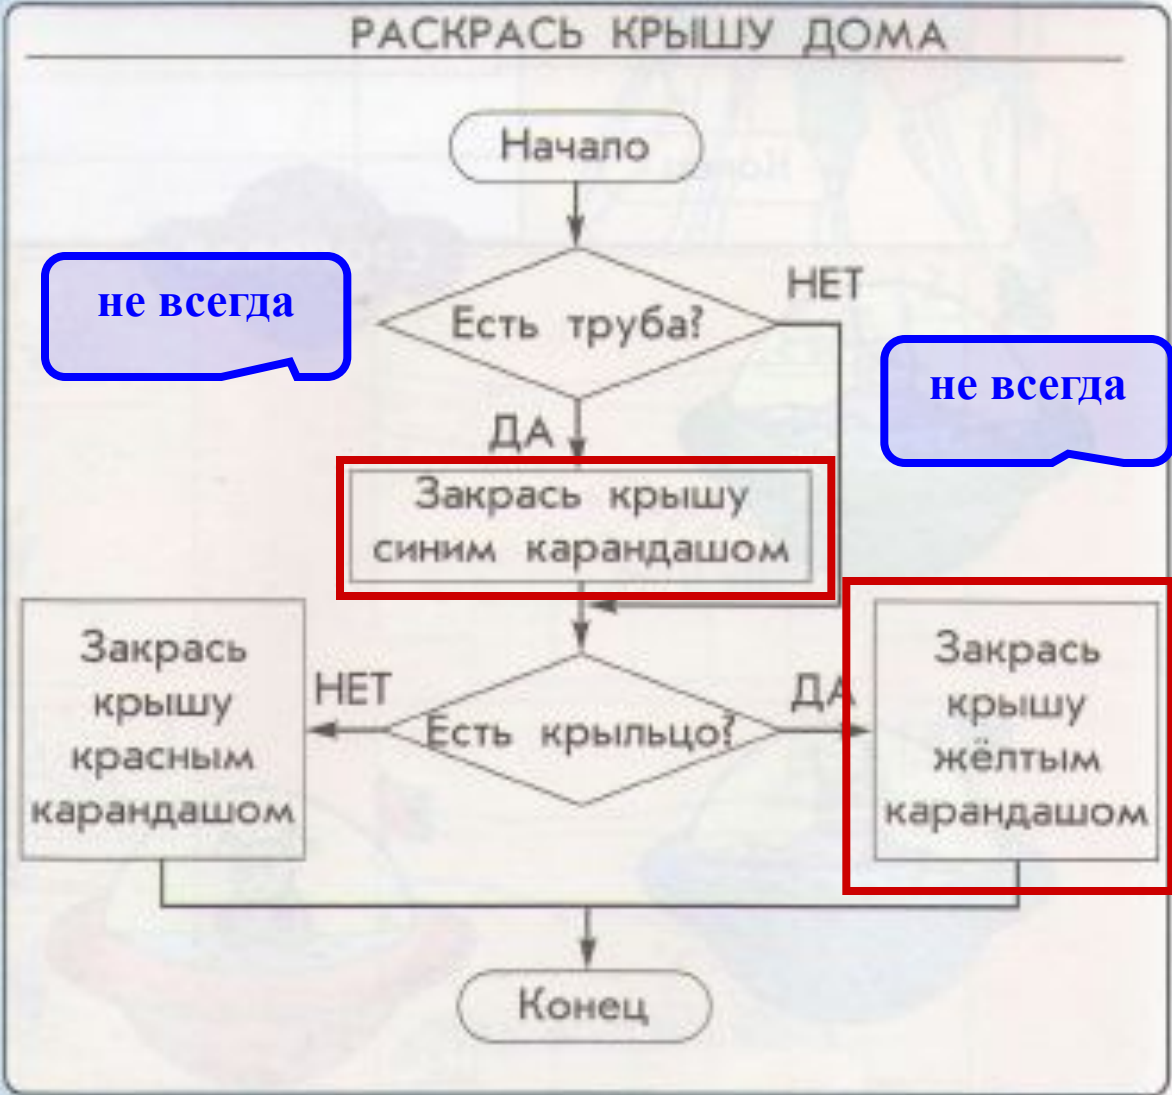 РАСКРАСЬ КРЫШУ ДОМА
Начало
не всегда
НЕТ
Есть труба?
не всегда
ДА
Закрась крышу
синим карандашом
Закрась
крышу
красным
карандашом
НЕТ
Есть крыльцо?
ДА
Закрась
крышу
жёлтым
карандашом
Конец